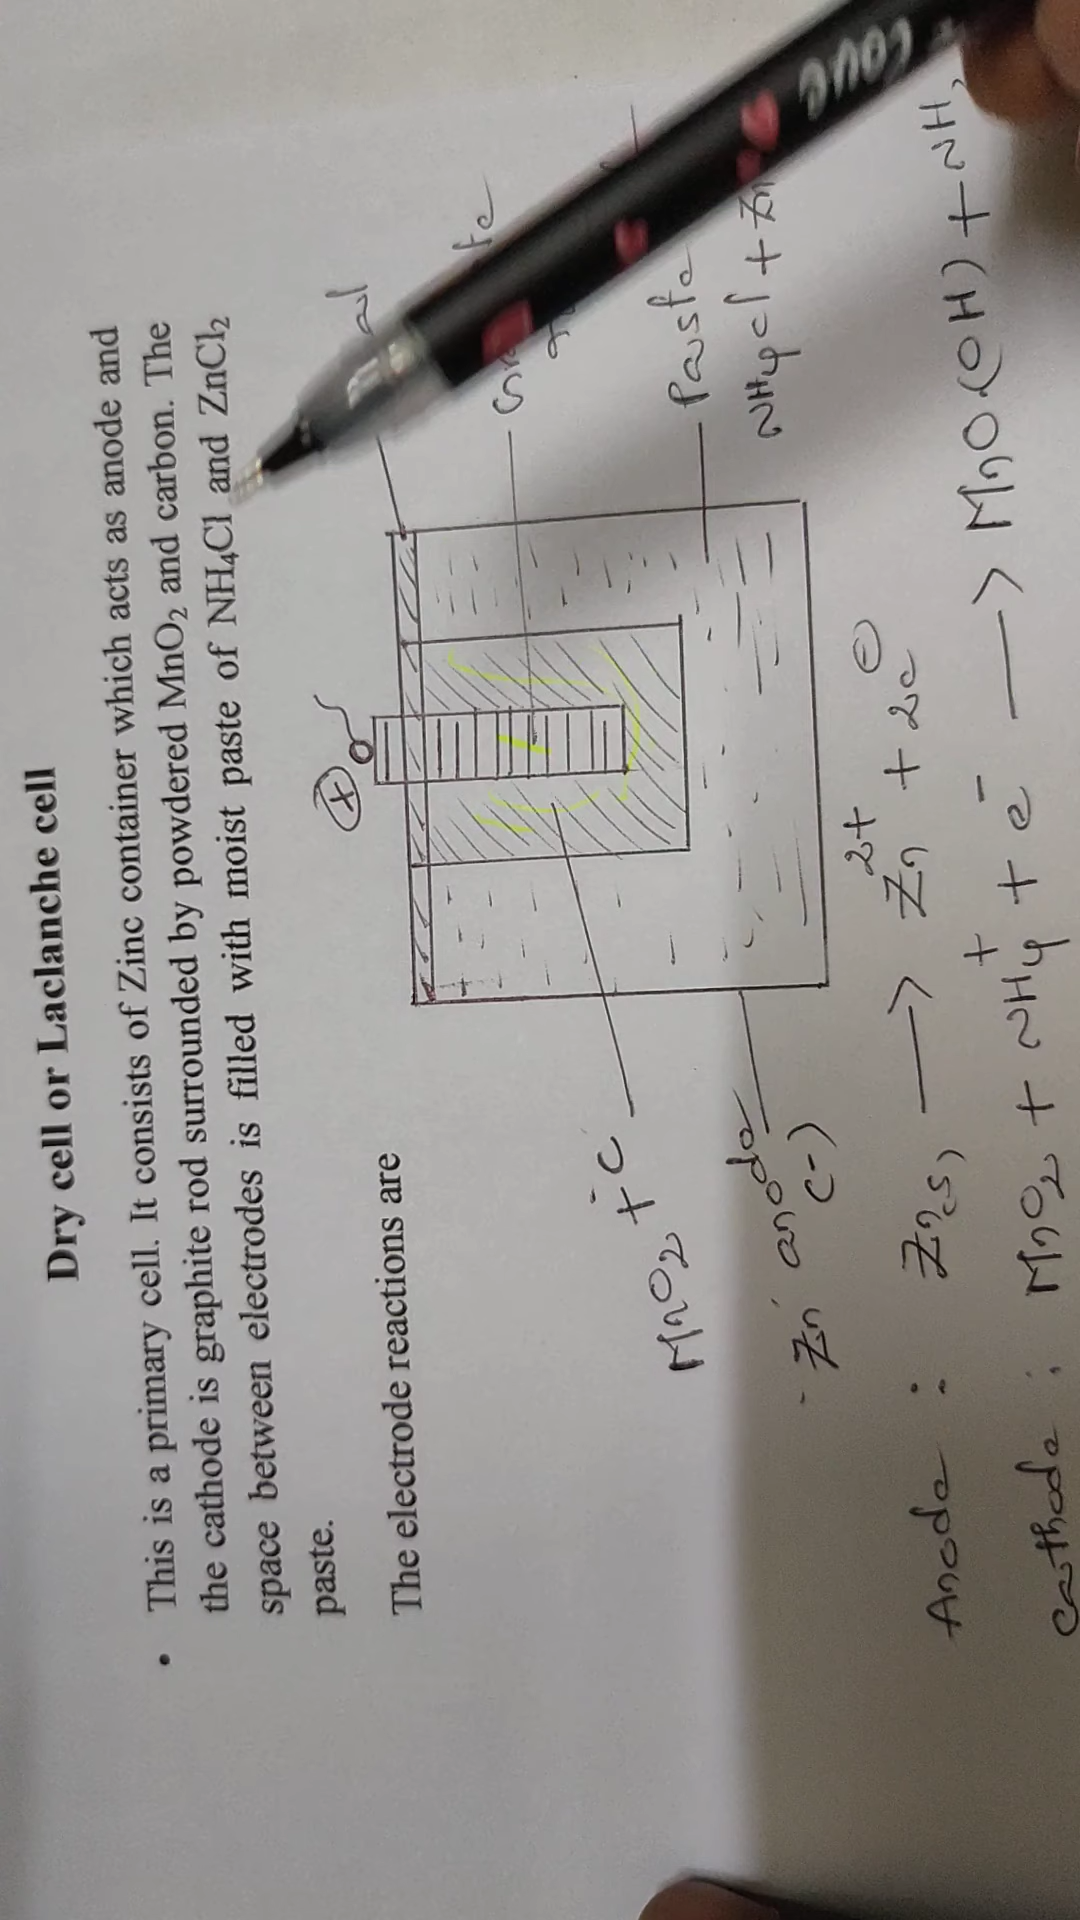 Dry cell or Laclanche cell
• This is a primary cell. It consists of Zinc container which acts as anode and
the cathode is graphite rod surrounded by powdered MnO2 and carbon. The
space between electrodes is filled with moist paste of NH4Cl and ZnCl2
paste.
The electrode reactions are
+
MnO2 + C
Paste
NH4Cl + Zn
Zn anode
(-)
Anode : Zn(s) → Zn2+ + 2e⊖
Cathode : MnO2 + NH4+ + e- → MnO(OH) + NH
love